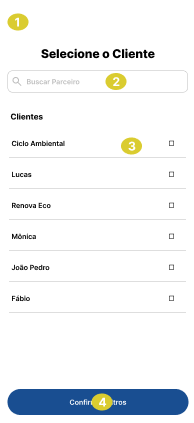 1
Selecione o Cliente
Buscar Parceiro 2
Clientes
Ciclo Ambiental 3
Lucas
Renova Eco
Mônica
João Pedro
Fábio
4